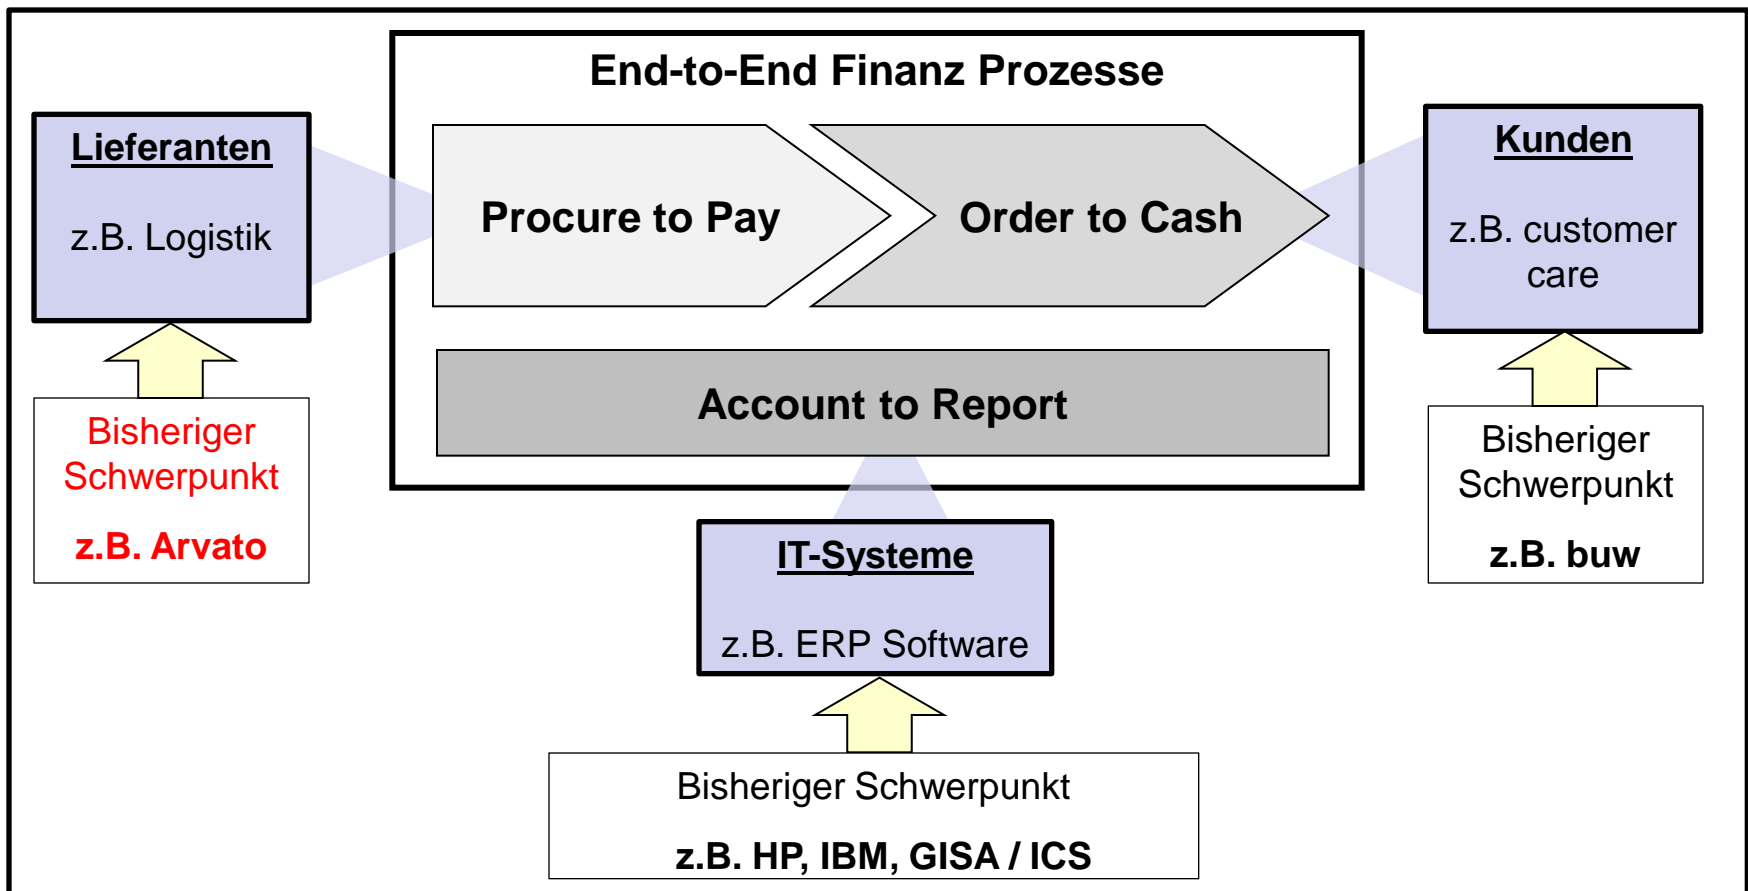 End-to-End Finanz Prozesse
Lieferanten
z.B. Logistik
Procure to Pay
Order to Cash
Kunden
z.B. customer
care
Account to Report
Bisheriger
Schwerpunkt
z.B. Arvato
IT-Systeme
z.B. ERP Software
Bisheriger
Schwerpunkt
z.B. buw
Bisheriger Schwerpunkt
z.B. HP, IBM, GISA / ICS